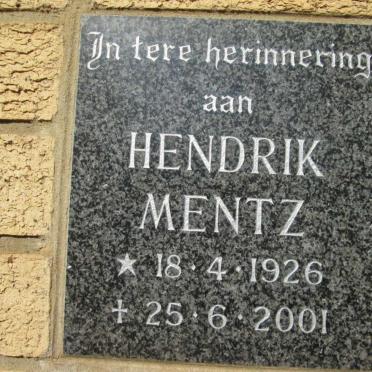 In tere herinnering
aan
HENDRIK
MENTZ
★ 18 · 4 · 1926
† 25 · 6 · 2001